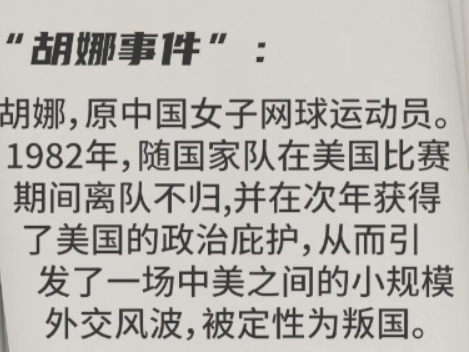 “胡娜事件”：
胡娜，原中国女子网球运动员。
1982年，随国家队在美国比赛
期间离队不归,并在次年获得
了美国的政治庇护，从而引
发了一场中美之间的小规模
外交风波，被定性为叛国。